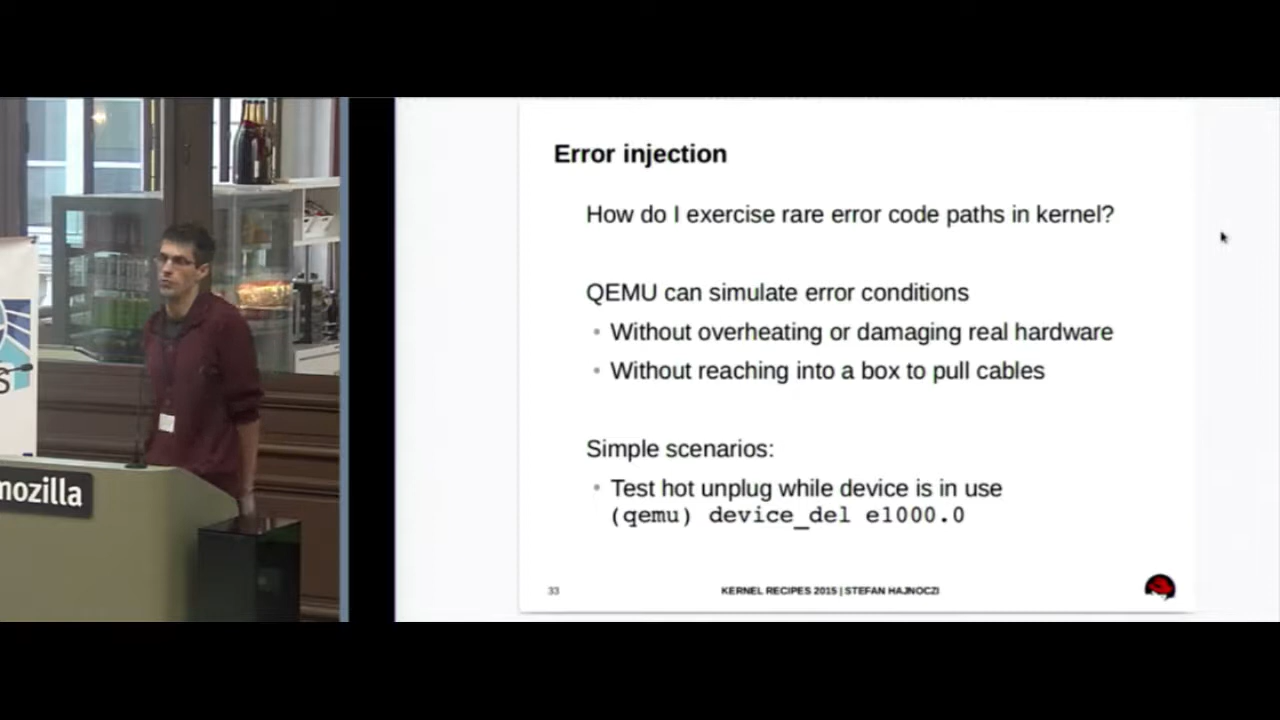 Error injection
How do I exercise rare error code paths in kernel?
QEMU can simulate error conditions
Without overheating or damaging real hardware
Without reaching into a box to pull cables
Simple scenarios:
Test hot unplug while device is in use
(qemu) device_del e1000.0
33
KERNEL RECIPES 2015 | STEFAN HAJNOCZI
mozilla
S